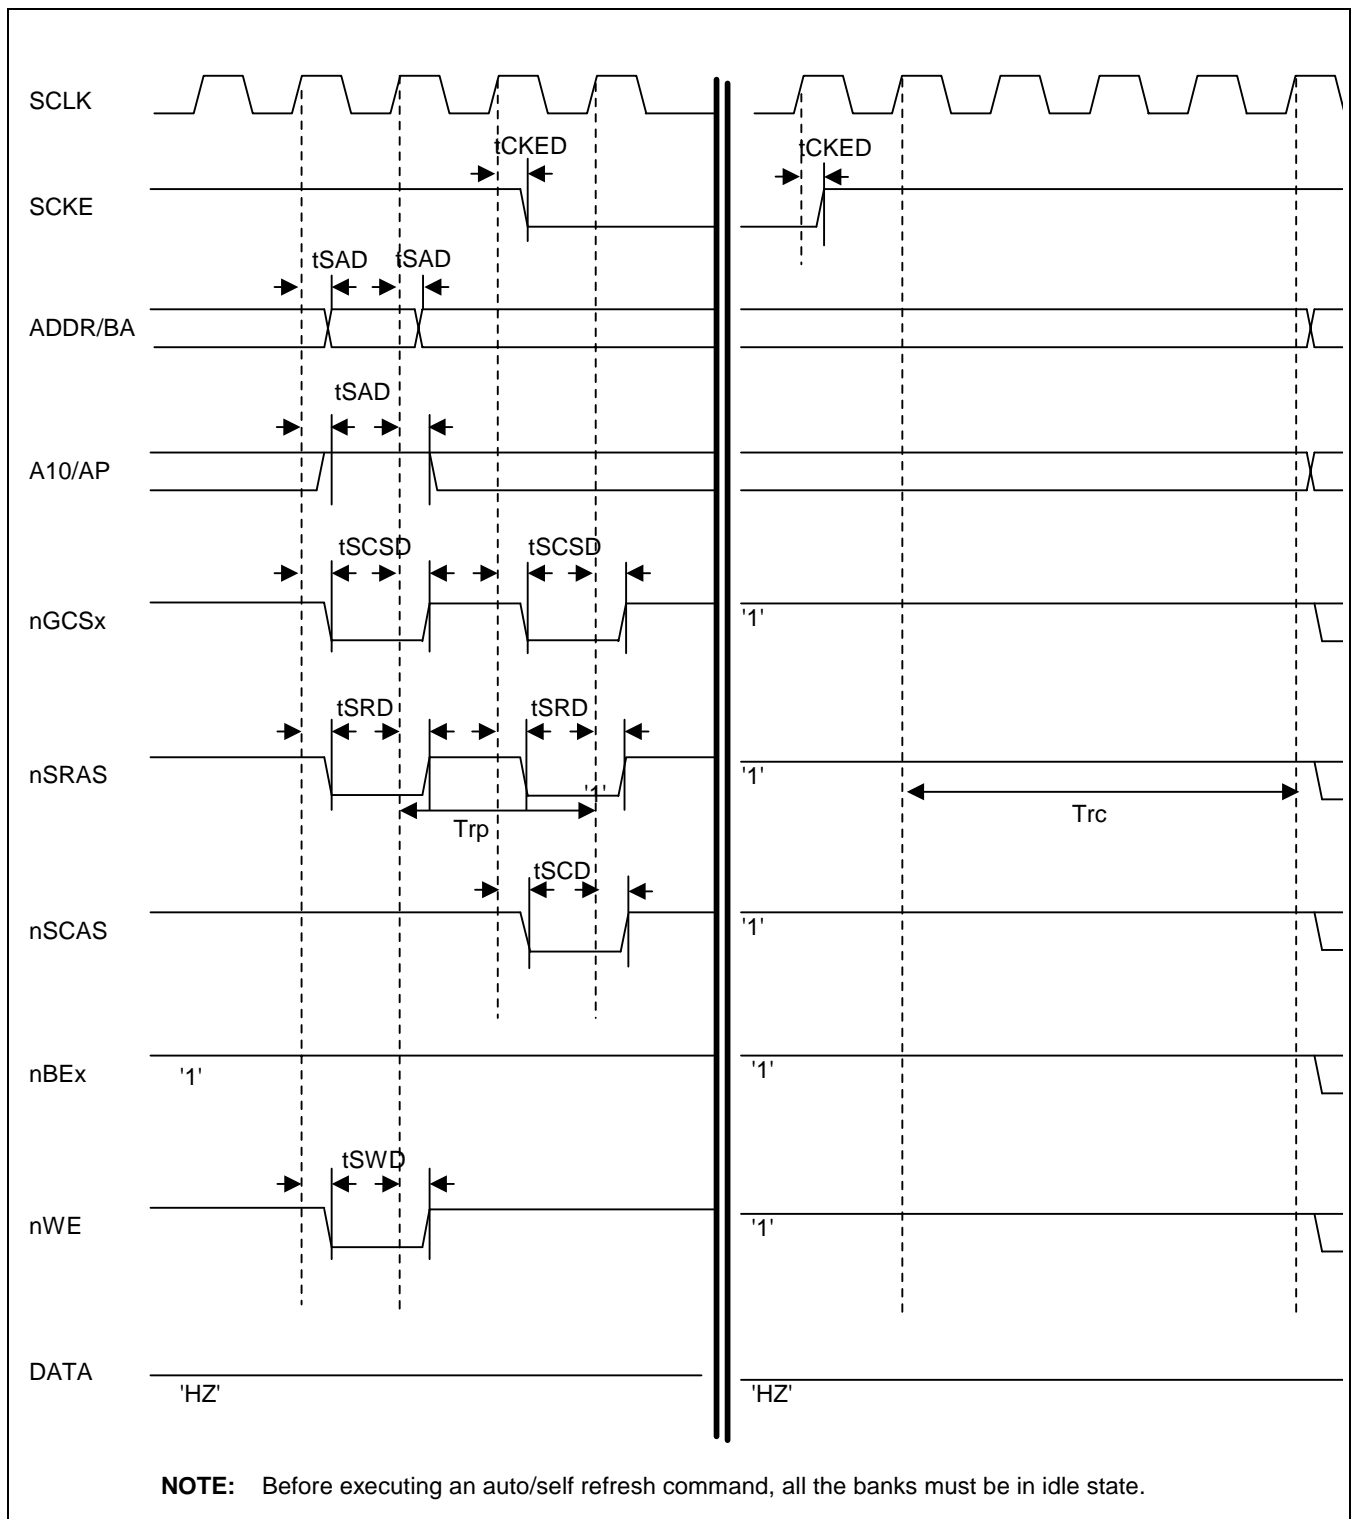 SCLK
tCKED tCKED
SCKE
tSAD tSAD
ADDR/BA
tSAD
A10/AP
tSCSD tSCSD
nGCSx '1'
tSRD tSRD
nSRAS '1' '1'
Trp Trc
tSCD
nSCAS '1'
nBEx '1' '1'
tSWD
nWE '1'
DATA 'HZ' 'HZ'
NOTE: Before executing an auto/self refresh command, all the banks must be in idle state.